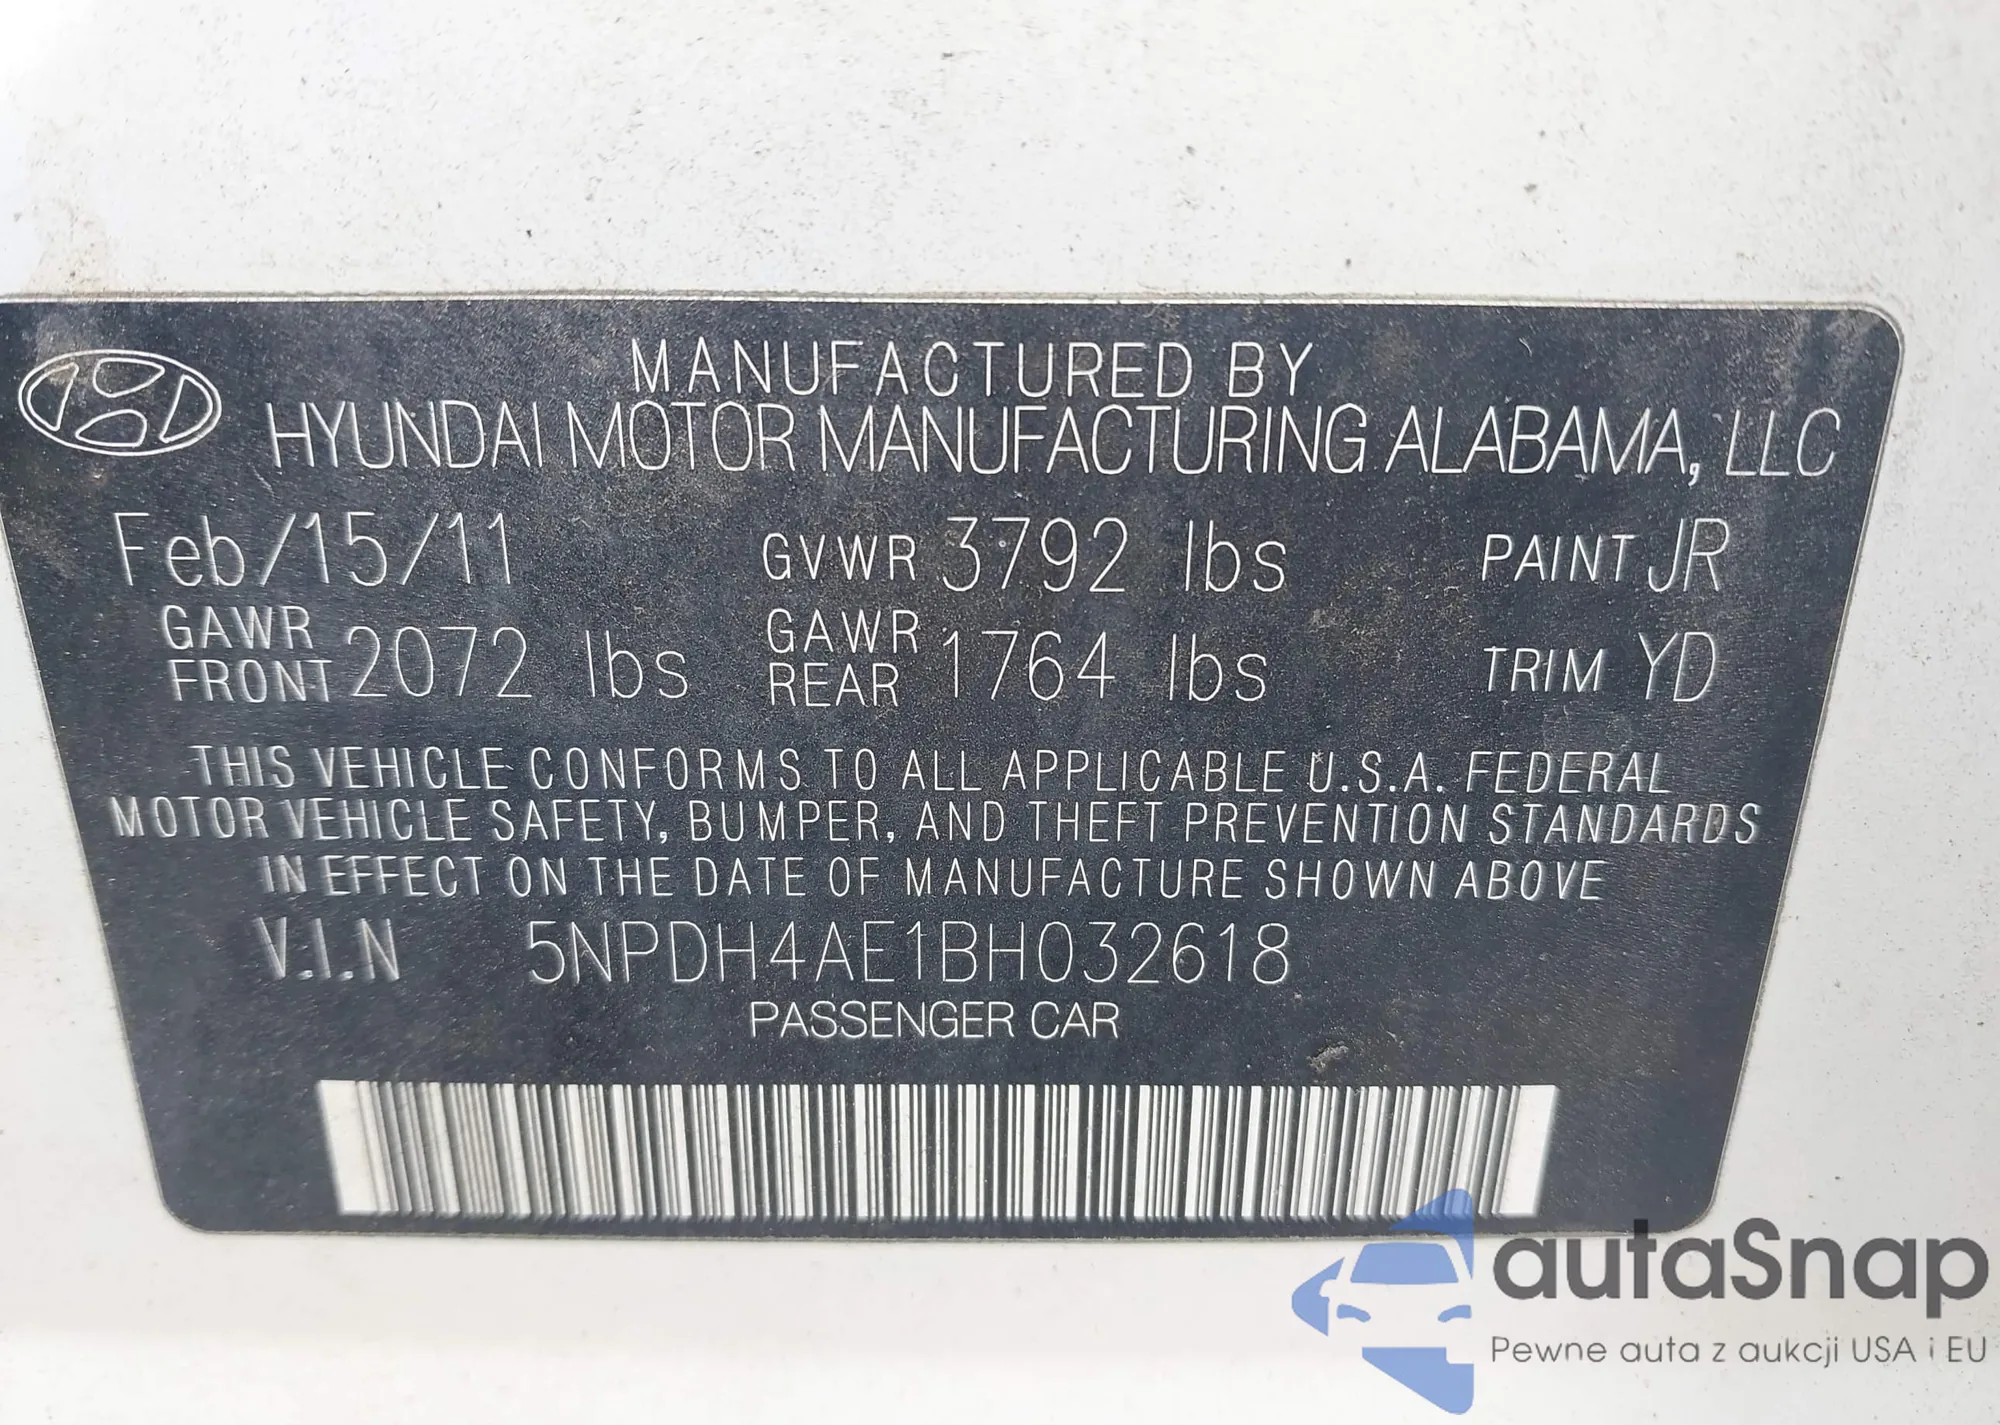 MANUFACTURED BY
HYUNDAI MOTOR MANUFACTURING ALABAMA, LLC
Feb/15/11 GVWR 3792 lbs PAINT JR
GAWR FRONT 2072 lbs GAWR REAR 1764 lbs TRIM YD
THIS VEHICLE CONFORMS TO ALL APPLICABLE U.S.A. FEDERAL
MOTOR VEHICLE SAFETY, BUMPER, AND THEFT PREVENTION STANDARDS
IN EFFECT ON THE DATE OF MANUFACTURE SHOWN ABOVE
V.I.N 5NPDH4AE1BH032618
PASSENGER CAR
autaSnap
Pewne auta z aukcji USA i EU